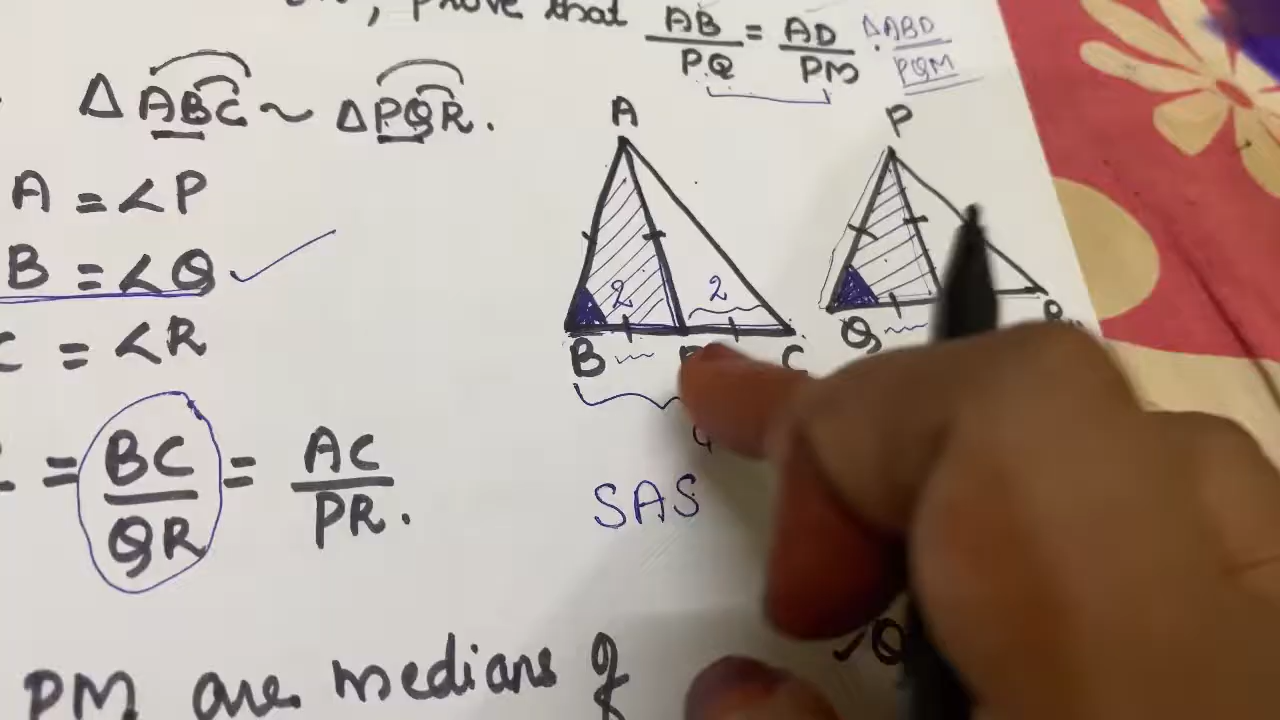 , prove that AB/PQ = AD/PM . ΔABD/PQM
ΔABC ~ ΔPQR.
A = ∠P
B = ∠Q ✓
C = ∠R
= BC/QR = AC/PR.
A
B
C
2
2
P
Q
SAS
PM are medians of